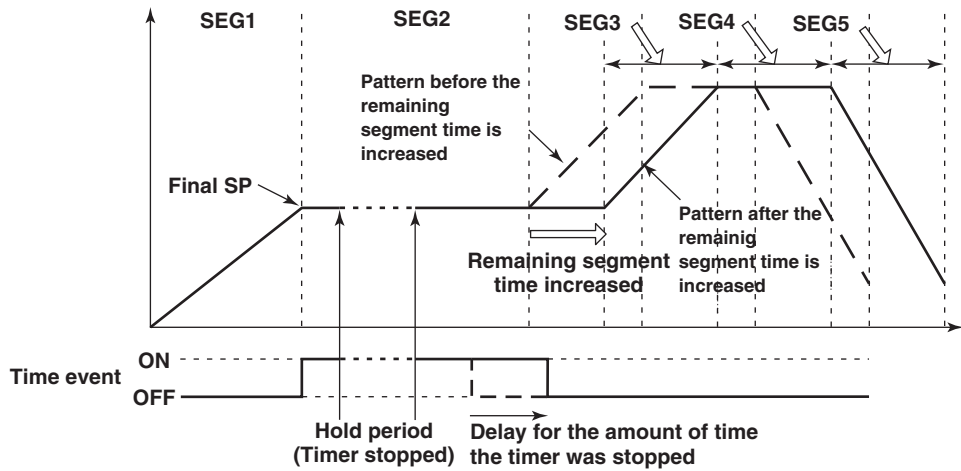 SEG1
SEG2
SEG3
SEG4
SEG5
Pattern before the
remaining
segment time is
increased
Final SP
Pattern after the
remainig
segment time is
increased
Remaining segment
time increased
Time event
ON
OFF
Hold period
(Timer stopped)
Delay for the amount of time
the timer was stopped